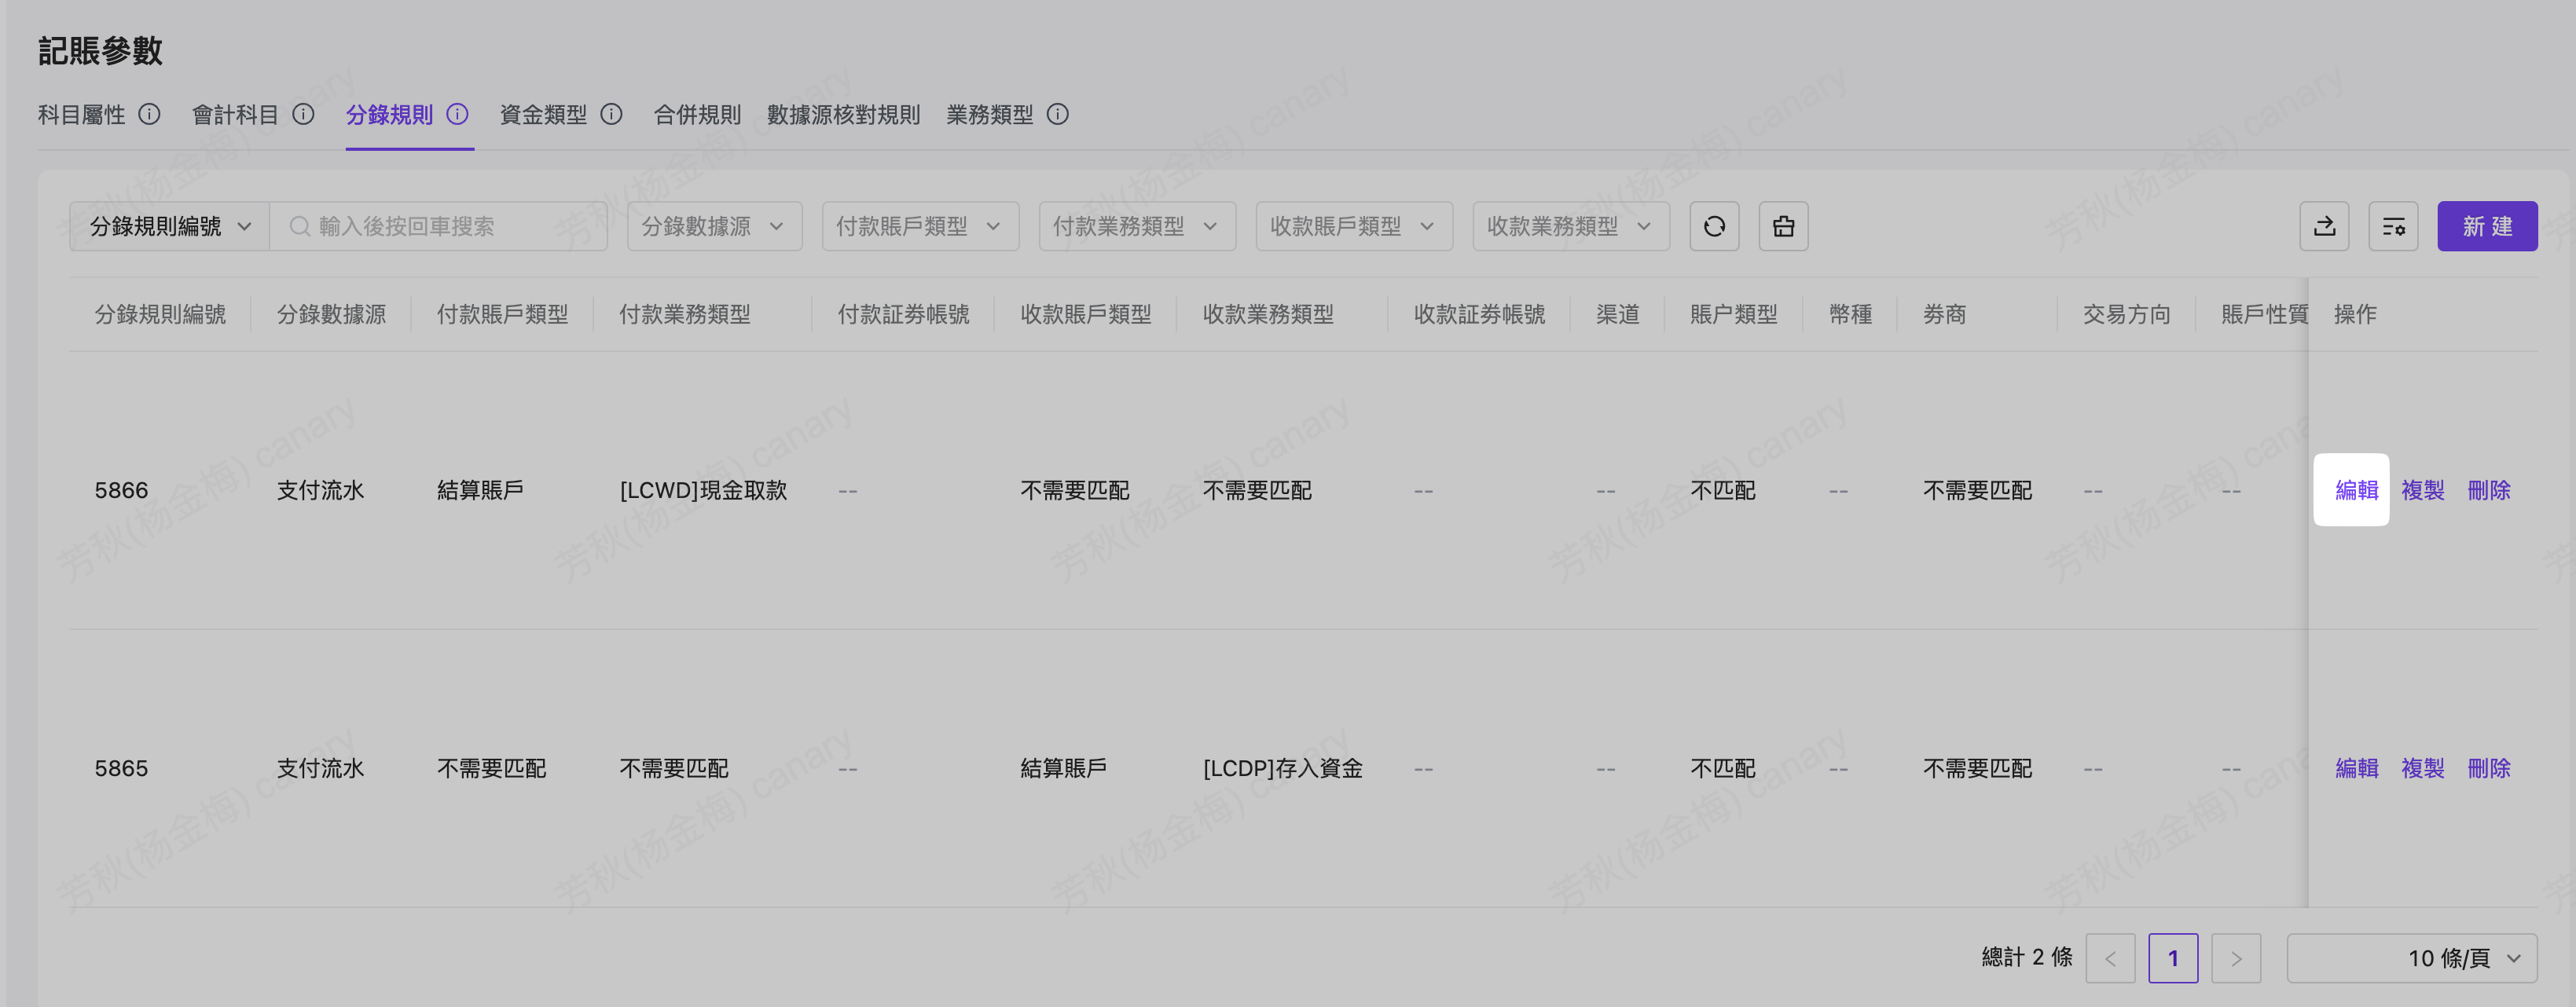 記賬參數
科目屬性 會計科目 分錄規則 資金類型 合併規則 數據源核對規則 業務類型
分錄規則編號 輸入後按回車搜索 分錄數據源 付款賬戶類型 付款業務類型 收款賬戶類型 收款業務類型 新 建
分錄規則編號 分錄數據源 付款賬戶類型 付款業務類型 付款証券帳號 收款賬戶類型 收款業務類型 收款証券帳號 渠道 賬户類型 幣種 券商 交易方向 賬戶性質 操作
5866 支付流水 結算賬戶 [LCWD]現金取款 -- 不需要匹配 不需要匹配 -- -- 不匹配 -- 不需要匹配 -- -- 編輯 複製 刪除
5865 支付流水 不需要匹配 不需要匹配 -- 結算賬戶 [LCDP]存入資金 -- -- 不匹配 -- 不需要匹配 -- -- 編輯 複製 刪除
總計 2 條 < 1 > 10 條/頁
芳秋(杨金梅) canary